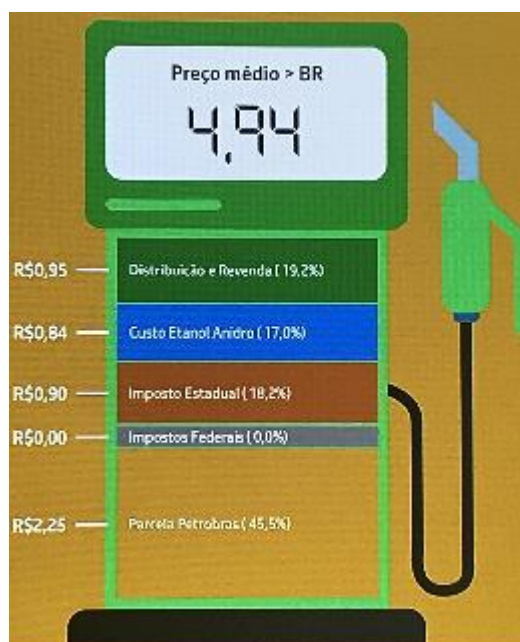 Preço médio > BR
4,94
R$0,95
Distribuição e Revenda (19,2%)
R$0,84
Custo Etanol Anidro (17,0%)
R$0,90
Imposto Estadual (18,2%)
R$0,00
Impostos Federais (0,0%)
R$2,25
Parcela Petrobras (45,5%)